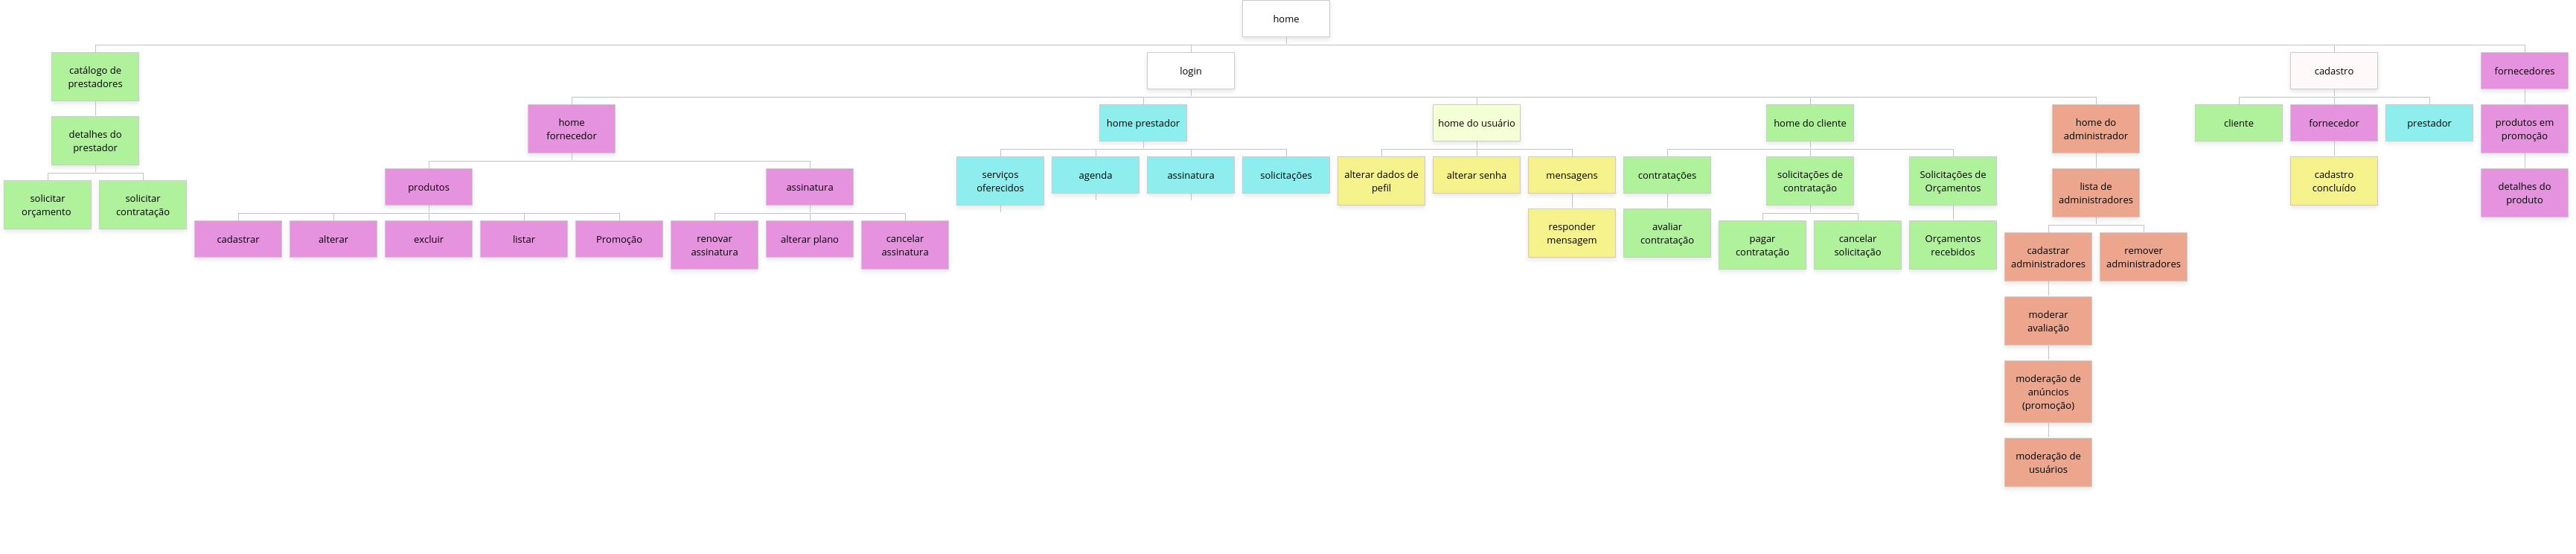 home
catálogo de
prestadores
login
cadastro
fornecedores
detalhes do
prestador
home
fornecedor
home prestador
home do usuário
home do cliente
home do
administrador
cliente
fornecedor
prestador
produtos em
promoção
solicitar
orçamento
solicitar
contratação
produtos
assinatura
serviços
oferecidos
agenda
assinatura
solicitações
alterar dados de
pefil
alterar senha
mensagens
contratações
solicitações de
contratação
Solicitações de
Orçamentos
lista de
administradores
cadastro
concluído
detalhes do
produto
cadastrar
alterar
excluir
listar
Promoção
renovar
assinatura
alterar plano
cancelar
assinatura
responder
mensagem
avaliar
contratação
pagar
contratação
cancelar
solicitação
Orçamentos
recebidos
cadastrar
administradores
remover
administradores
moderar
avaliação
moderação de
anúncios
(promoção)
moderação de
usuários